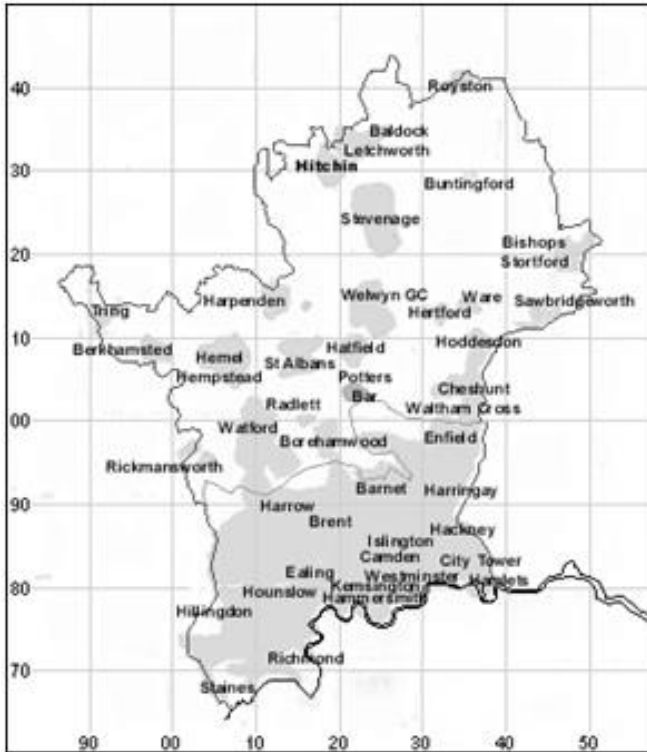 40
Royston
Baldock
Letchworth
30
Hitchin
Buntingford
Stevenage
20
Bishops
Stortford
Welwyn GC
Ware
Harpenden
Tring
Hertford
Sawbridgeworth
10
Berkhamsted
Hemel
Hempstead
St Albans
Hatfield
Hoddesdon
Potters
Bar
Cheshunt
Radlett
Waltham Cross
00
Watford
Borehamwood
Enfield
Rickmansworth
90
Barnet
Harringay
Harrow
Brent
Hackney
Islington
Camden
City
Tower
Hamlets
Ealing
Westminster
80
Hounslow
Kemsington
Hammersmith
Hillingdon
70
Richmond
Staines
90 00 10 20 30 40 50